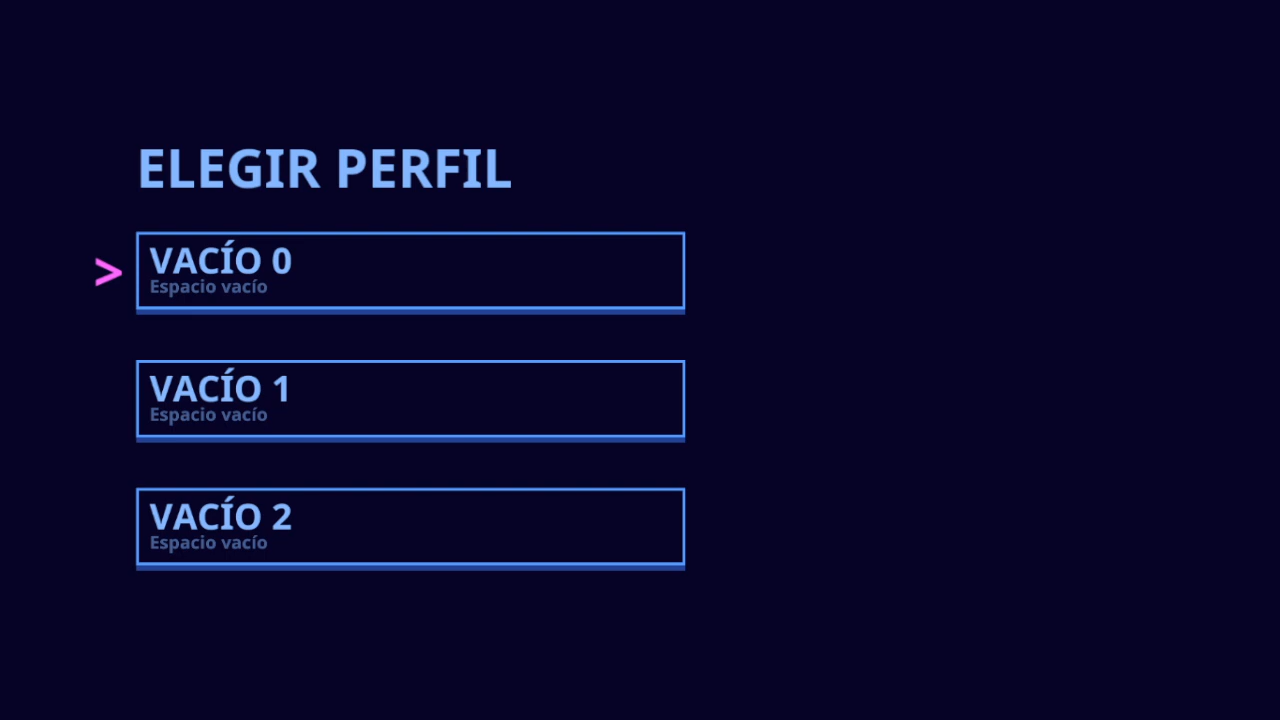 ELEGIR PERFIL
>
VACÍO 0
Espacio vacío
VACÍO 1
Espacio vacío
VACÍO 2
Espacio vacío